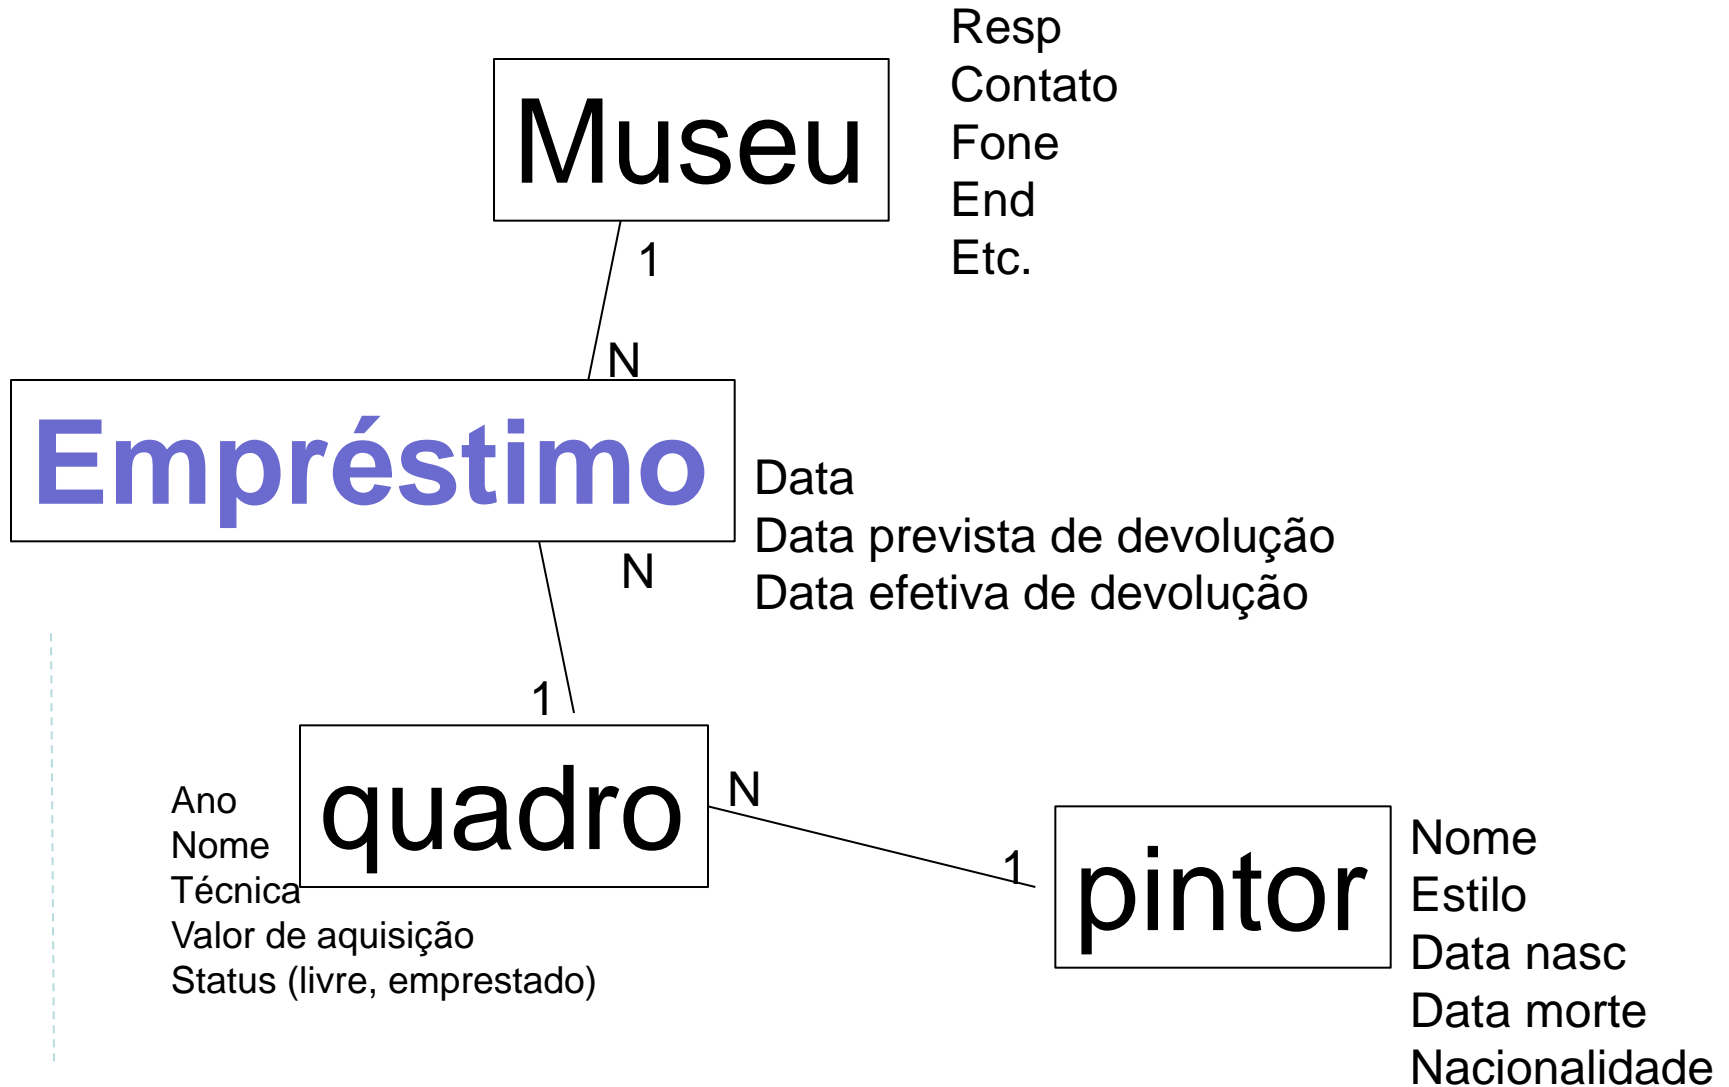 Resp
Museu
Contato
Fone
End
Etc.
1
N
Empréstimo
Data
Data prevista de devolução
Data efetiva de devolução
N
1
quadro
N
Ano
Nome
Técnica
Valor de aquisição
Status (livre, emprestado)
1
pintor
Nome
Estilo
Data nasc
Data morte
Nacionalidade